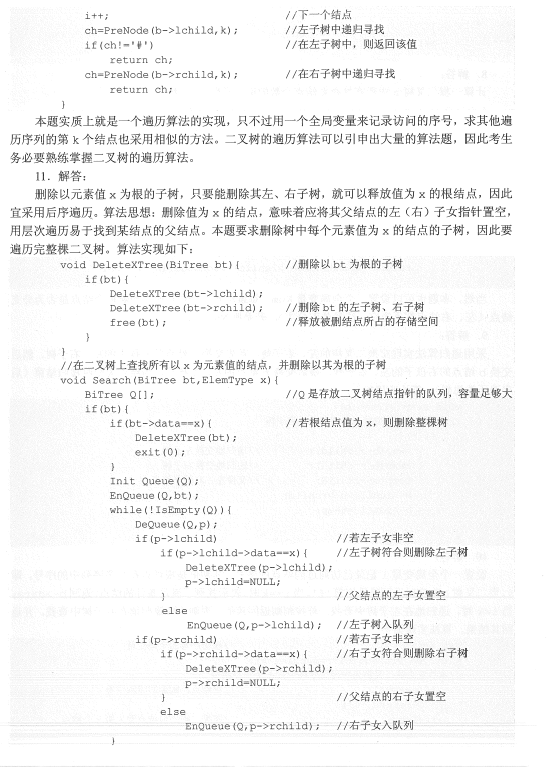 i++; //下一个结点
ch=PreNode(b->lchild,k); //左子树中递归寻找
if(ch!='#') //在左子树中，则返回该值
return ch;
ch=PreNode(b->rchild,k); //在右子树中递归寻找
return ch;
}
本题实质上就是一个遍历算法的实现，只不过用一个全局变量来记录访问的序号，求其他遍
历序列的第 k 个结点也采用相似的方法。二叉树的遍历算法可以引申出大量的算法题，因此考生
务必要熟练掌握二叉树的遍历算法。
11．解答：
删除以元素值 x 为根的子树，只要能删除其左、右子树，就可以释放值为 x 的根结点，因此
宜采用后序遍历。算法思想：删除值为 x 的结点，意味着应将其父结点的左（右）子女指针置空，
用层次遍历易于找到某结点的父结点。本题要求删除树中每个元素值为 x 的结点的子树，因此要
遍历完整棵二叉树。算法实现如下：
void DeleteXTree(BiTree bt){ //删除以 bt 为根的子树
if(bt){
DeleteXTree(bt->lchild);
DeleteXTree(bt->rchild); //删除 bt 的左子树、右子树
free(bt); //释放被删结点所占的存储空间
}
}
//在二叉树上查找所有以 x 为元素值的结点，并删除以其为根的子树
void Search(BiTree bt,ElemType x){
BiTree Q[]; //Q 是存放二叉树结点指针的队列，容量足够大
if(bt){
if(bt->data==x){ //若根结点值为 x，则删除整棵树
DeleteXTree(bt);
exit(0);
}
Init Queue(Q);
EnQueue(Q,bt);
while(!IsEmpty(Q)){
DeQueue(Q,p);
if(p->lchild) //若左子女非空
if(p->lchild->data==x){ //左子树符合则删除左子树
DeleteXTree(p->lchild);
p->lchild=NULL;
} //父结点的左子女置空
else
EnQueue(Q,p->lchild); //左子树入队列
if(p->rchild) //若右子女非空
if(p->rchild->data==x){ //右子女符合则删除右子树
DeleteXTree(p->rchild);
p->rchild=NULL;
} //父结点的右子女置空
else
EnQueue(Q,p->rchild); //右子女入队列
}